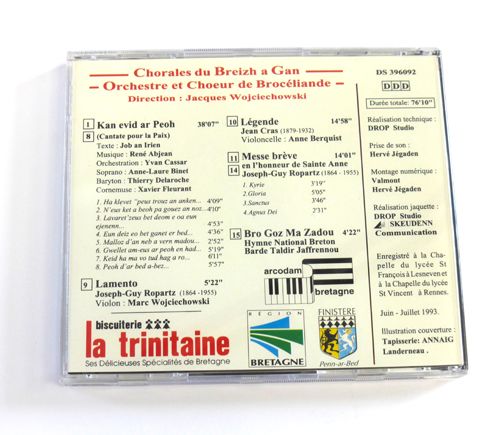 Chorales du Breizh a Gan
Orchestre et Choeur de Brocéliande
Direction : Jacques Wojciechowski
1 Kan evid ar Peoh 38'07"
8 (Cantate pour la Paix)
Texte : Job an Irien
Musique : René Abjean
Orchestration : Yvan Cassar
Soprano : Anne-Laure Binet
Baryton : Thierry Delaroche
Cornemuse : Xavier Fleurant
1 - Ha klevet "peus trouz an anken... 4'09"
2 - N'eus ket a beoh pa gouez an noz... 
3 - Lavaret'zeus bet deom e oa eun
ejenenn... 4'53"
4 - Eun deiz eo bet ganet er bed... 4'36"
5 - Malloz d'an neb a vern madou... 2'52"
6 - Gwellet am-eus ar peoh en had... 
7 - Keid ha ma vo tud hag a ro... 6'11"
8 - Peoh d'ar bed a-bez... 5'57"
9 Lamento 5'22"
Joseph-Guy Ropartz (1864 -1955)
Violon : Marc Wojciechowski
10 Légende 14'58"
Jean Cras (1879-1932)
Violoncelle : Anne Berquist
11 Messe brève 14'01"
en l'honneur de Sainte Anne
14 Joseph-Guy Ropartz (1864 - 1955)
1 - Kyrie 3'19"
2 - Gloria 5'05"
3 - Sanctus 3'46"
4 - Agnus Dei 2'31"
15 Bro Goz Ma Zadou 4'22"
Hymne National Breton
Barde Taldir Jaffrennou
arcodam
bretagne
biscuiterie
la trinitaine
Ses Délicieuses Spécialités de Bretagne
RÉGION
BRETAGNE
FINISTERE
Penn-ar-Bed
DS 396092
DDD
Durée totale: 76'10"
Réalisation technique :
DROP Studio
Prise de son :
Hervé Jégaden
Montage numérique :
Valmont
Hervé Jégaden
Réalisation jaquette :
DROP Studio
SKEUDENN
Communication
Enregistré à la Chapelle
du lycée St
François à Lesneven et
à la Chapelle du lycée
St Vincent à Rennes.
Juin - Juillet 1993.
Illustration couverture :
Tapisserie: ANNAIG
Landerneau .